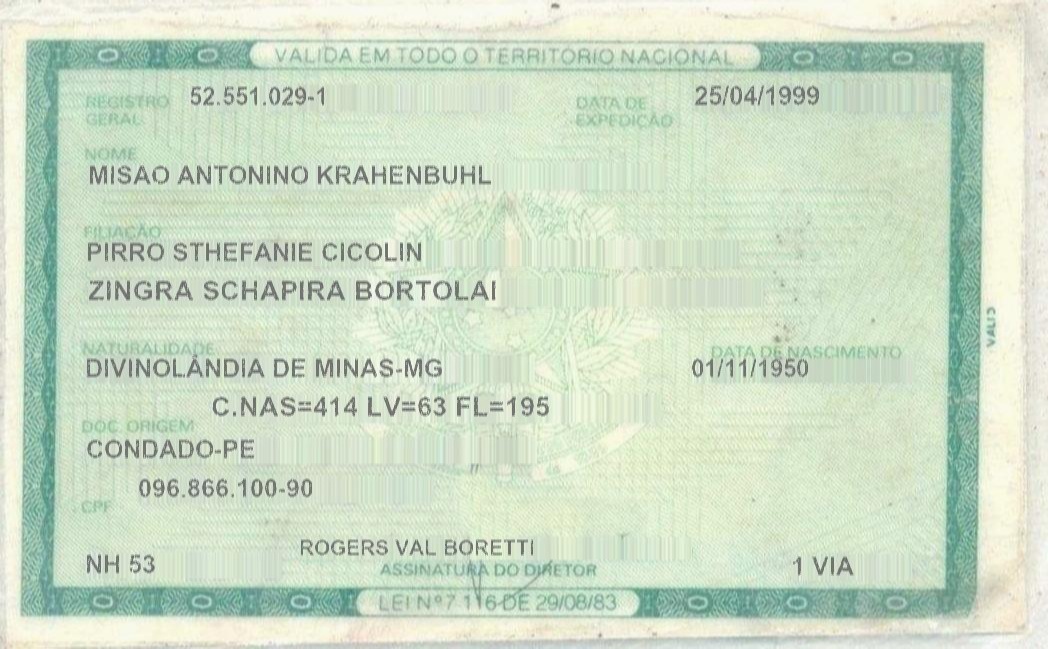 VALIDA EM TODO O TERRITÓRIO NACIONAL
REGISTRO GERAL 52.551.029-1 DATA DE EXPEDIÇÃO 25/04/1999
NOME
MISAO ANTONINO KRAHENBUHL
FILIAÇÃO
PIRRO STHEFANIE CICOLIN
ZINGRA SCHAPIRA BORTOLAI
NATURALIDADE DATA DE NASCIMENTO
DIVINOLÂNDIA DE MINAS-MG 01/11/1950
C.NAS=414 LV=63 FL=195
DOC. ORIGEM
CONDADO-PE
096.866.100-90
CPF
ROGERS VAL BORETTI
NH 53 1 VIA
ASSINATURA DO DIRETOR
LEI Nº 7.116 DE 29/08/83